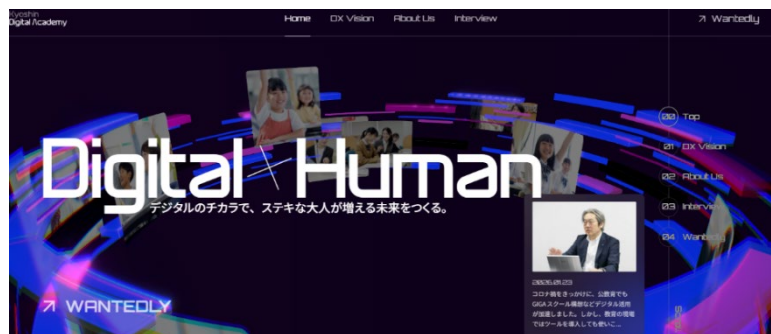 Kyoshin
Digital Academy
Home
DX Vision
About Us
Interview
Wantedly
Digital Human
デジタルのチカラで、ステキな大人が増える未来をつくる。
00 Top
01 DX Vision
02 About Us
03 Interview
04 Wantedly
コロナ禍をきっかけに、公教育でも
GIGAスクール構想などデジタル活用
が加速しました。しかし、教育の現場
ではツールを導入しても使いこ...
WANTEDLY